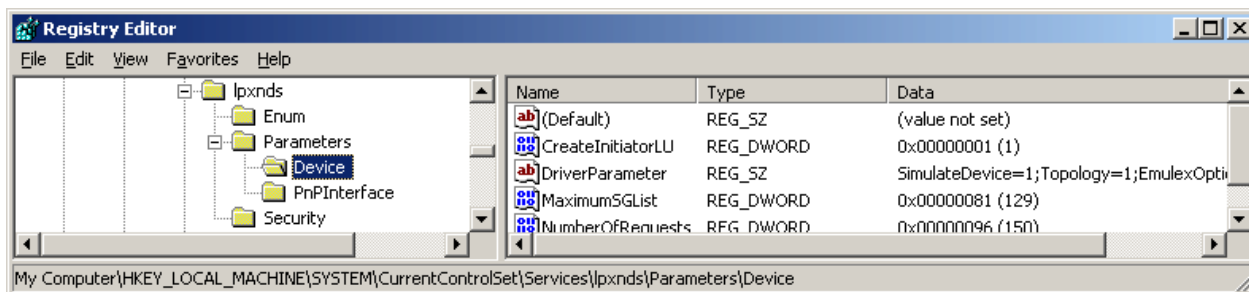 Registry Editor
File Edit View Favorites Help
lpxnds
Enum
Parameters
Device
PnPInterface
Security
Name Type Data
(Default) REG_SZ (value not set)
CreateInitiatorLU REG_DWORD 0x00000001 (1)
DriverParameter REG_SZ SimulateDevice=1;Topology=1;EmulexOpti
MaximumSGList REG_DWORD 0x00000081 (129)
NumberOfRequests REG_DWORD 0x00000096 (150)
My Computer\HKEY_LOCAL_MACHINE\SYSTEM\CurrentControlSet\Services\lpxnds\Parameters\Device